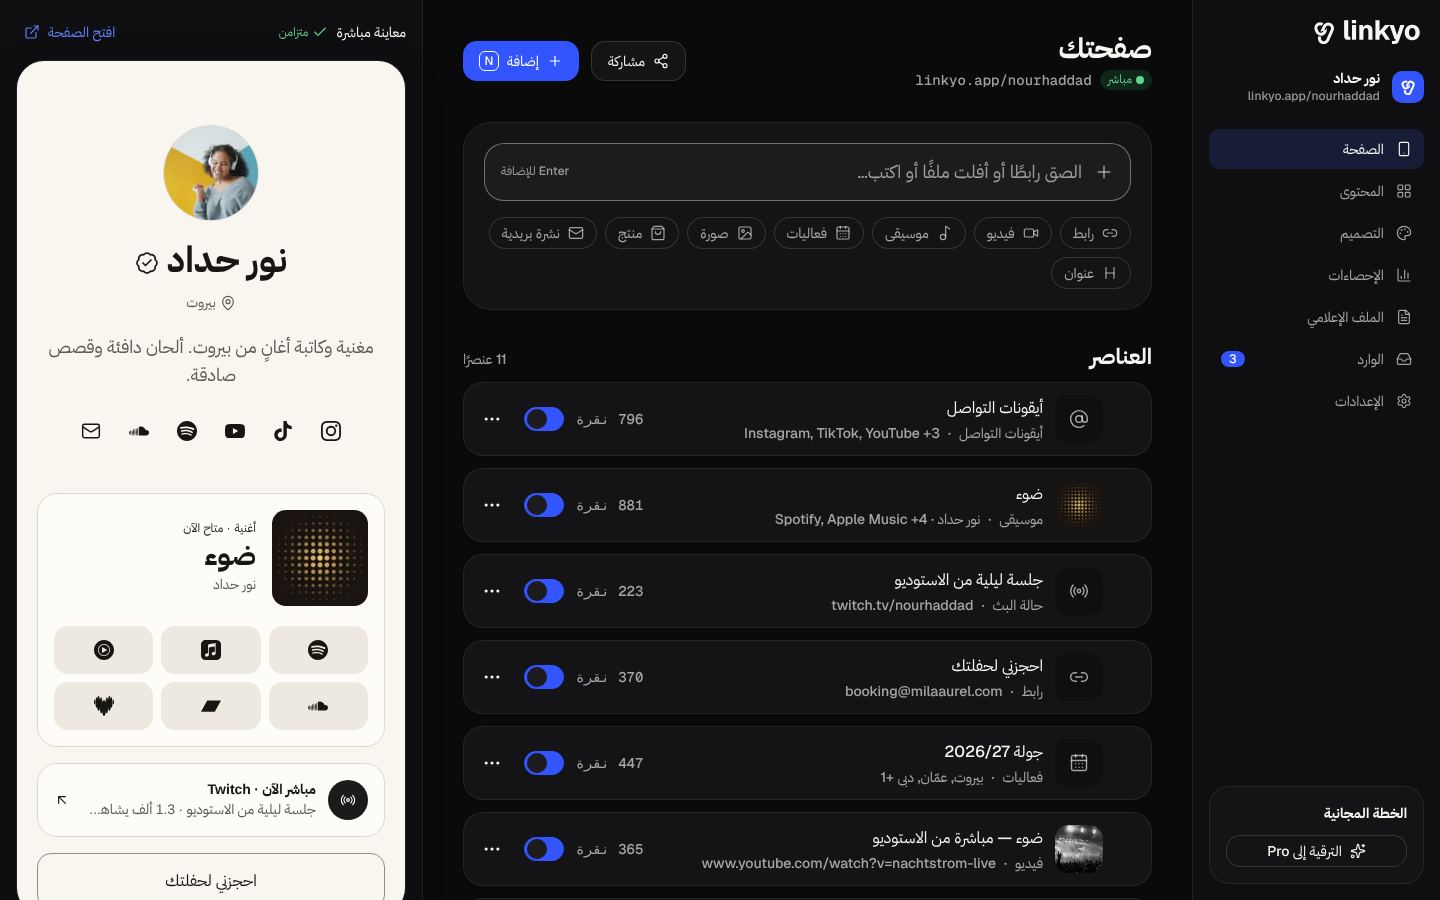 linkyo
نور حداد
linkyo.app/nourhaddad
الصفحة
المحتوى
التصميم
الإحصاءات
الملف الإعلامي
الوارد 3
الإعدادات
الخطة المجانية
الترقية إلى Pro
صفحتك
مباشر linkyo.app/nourhaddad
مشاركة
إضافة N
الصق رابطًا أو أفلت ملفًا أو اكتب...
Enter للإضافة
رابط
فيديو
موسيقى
فعاليات
صورة
منتج
نشرة بريدية
عنوان
العناصر
11 عنصرًا
أيقونات التواصل
أيقونات التواصل · Instagram, TikTok, YouTube +3
796 نقرة
ضوء
موسيقى · نور حداد · Spotify, Apple Music +4
881 نقرة
جلسة ليلية من الاستوديو
حالة البث · twitch.tv/nourhaddad
223 نقرة
احجزني لحفلتك
رابط · booking@milaaurel.com
370 نقرة
جولة 2026/27
فعاليات · بيروت, عمّان, دبي +1
447 نقرة
ضوء — مباشرة من الاستوديو
فيديو · www.youtube.com/watch?v=nachtstrom-live
365 نقرة
معاينة مباشرة
متزامن
افتح الصفحة
نور حداد
بيروت
مغنية وكاتبة أغانٍ من بيروت. ألحان دافئة وقصص
صادقة.
أغنية · متاح الآن
ضوء
نور حداد
مباشر الآن · Twitch
جلسة ليلية من الاستوديو · 1.3 ألف يشاهـ...
احجزني لحفلتك